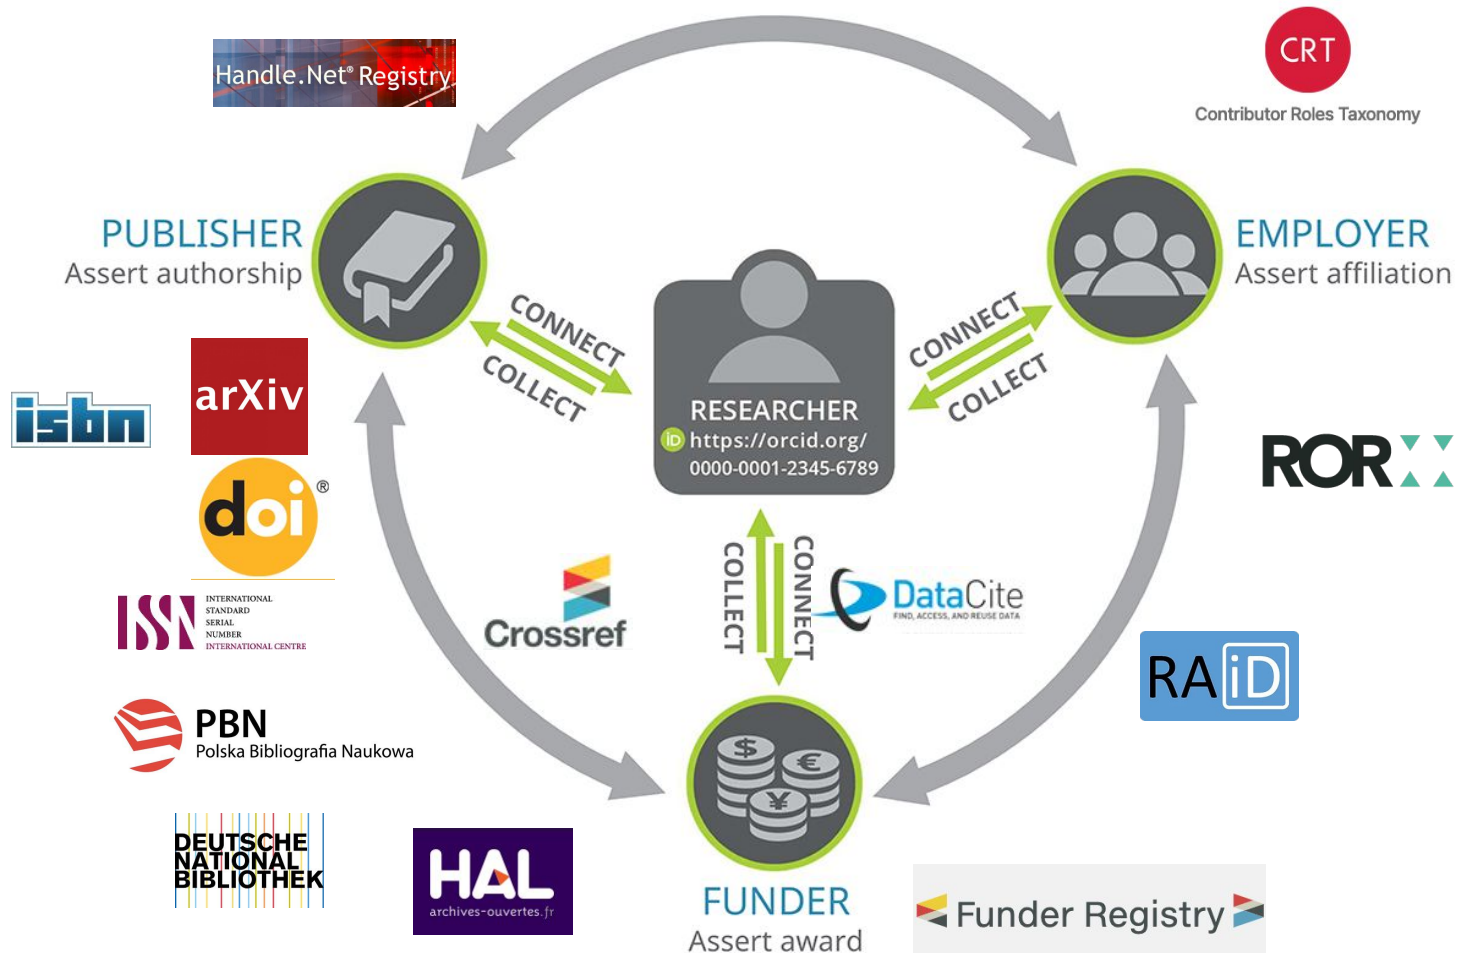 Handle.Net® Registry
CRT
Contributor Roles Taxonomy
PUBLISHER
Assert authorship
EMPLOYER
Assert affiliation
CONNECT
COLLECT
CONNECT
COLLECT
RESEARCHER
iD https://orcid.org/
0000-0001-2345-6789
isbn
arXiv
doi®
ROR
COLLECT
CONNECT
Crossref
DataCite
FIND, ACCESS, AND REUSE DATA
ISSN
INTERNATIONAL
STANDARD
SERIAL
NUMBER
INTERNATIONAL CENTRE
RAiD
PBN
Polska Bibliografia Naukowa
$
€
¥
DEUTSCHE
NATIONAL
BIBLIOTHEK
HAL
archives-ouvertes.fr
FUNDER
Assert award
Funder Registry